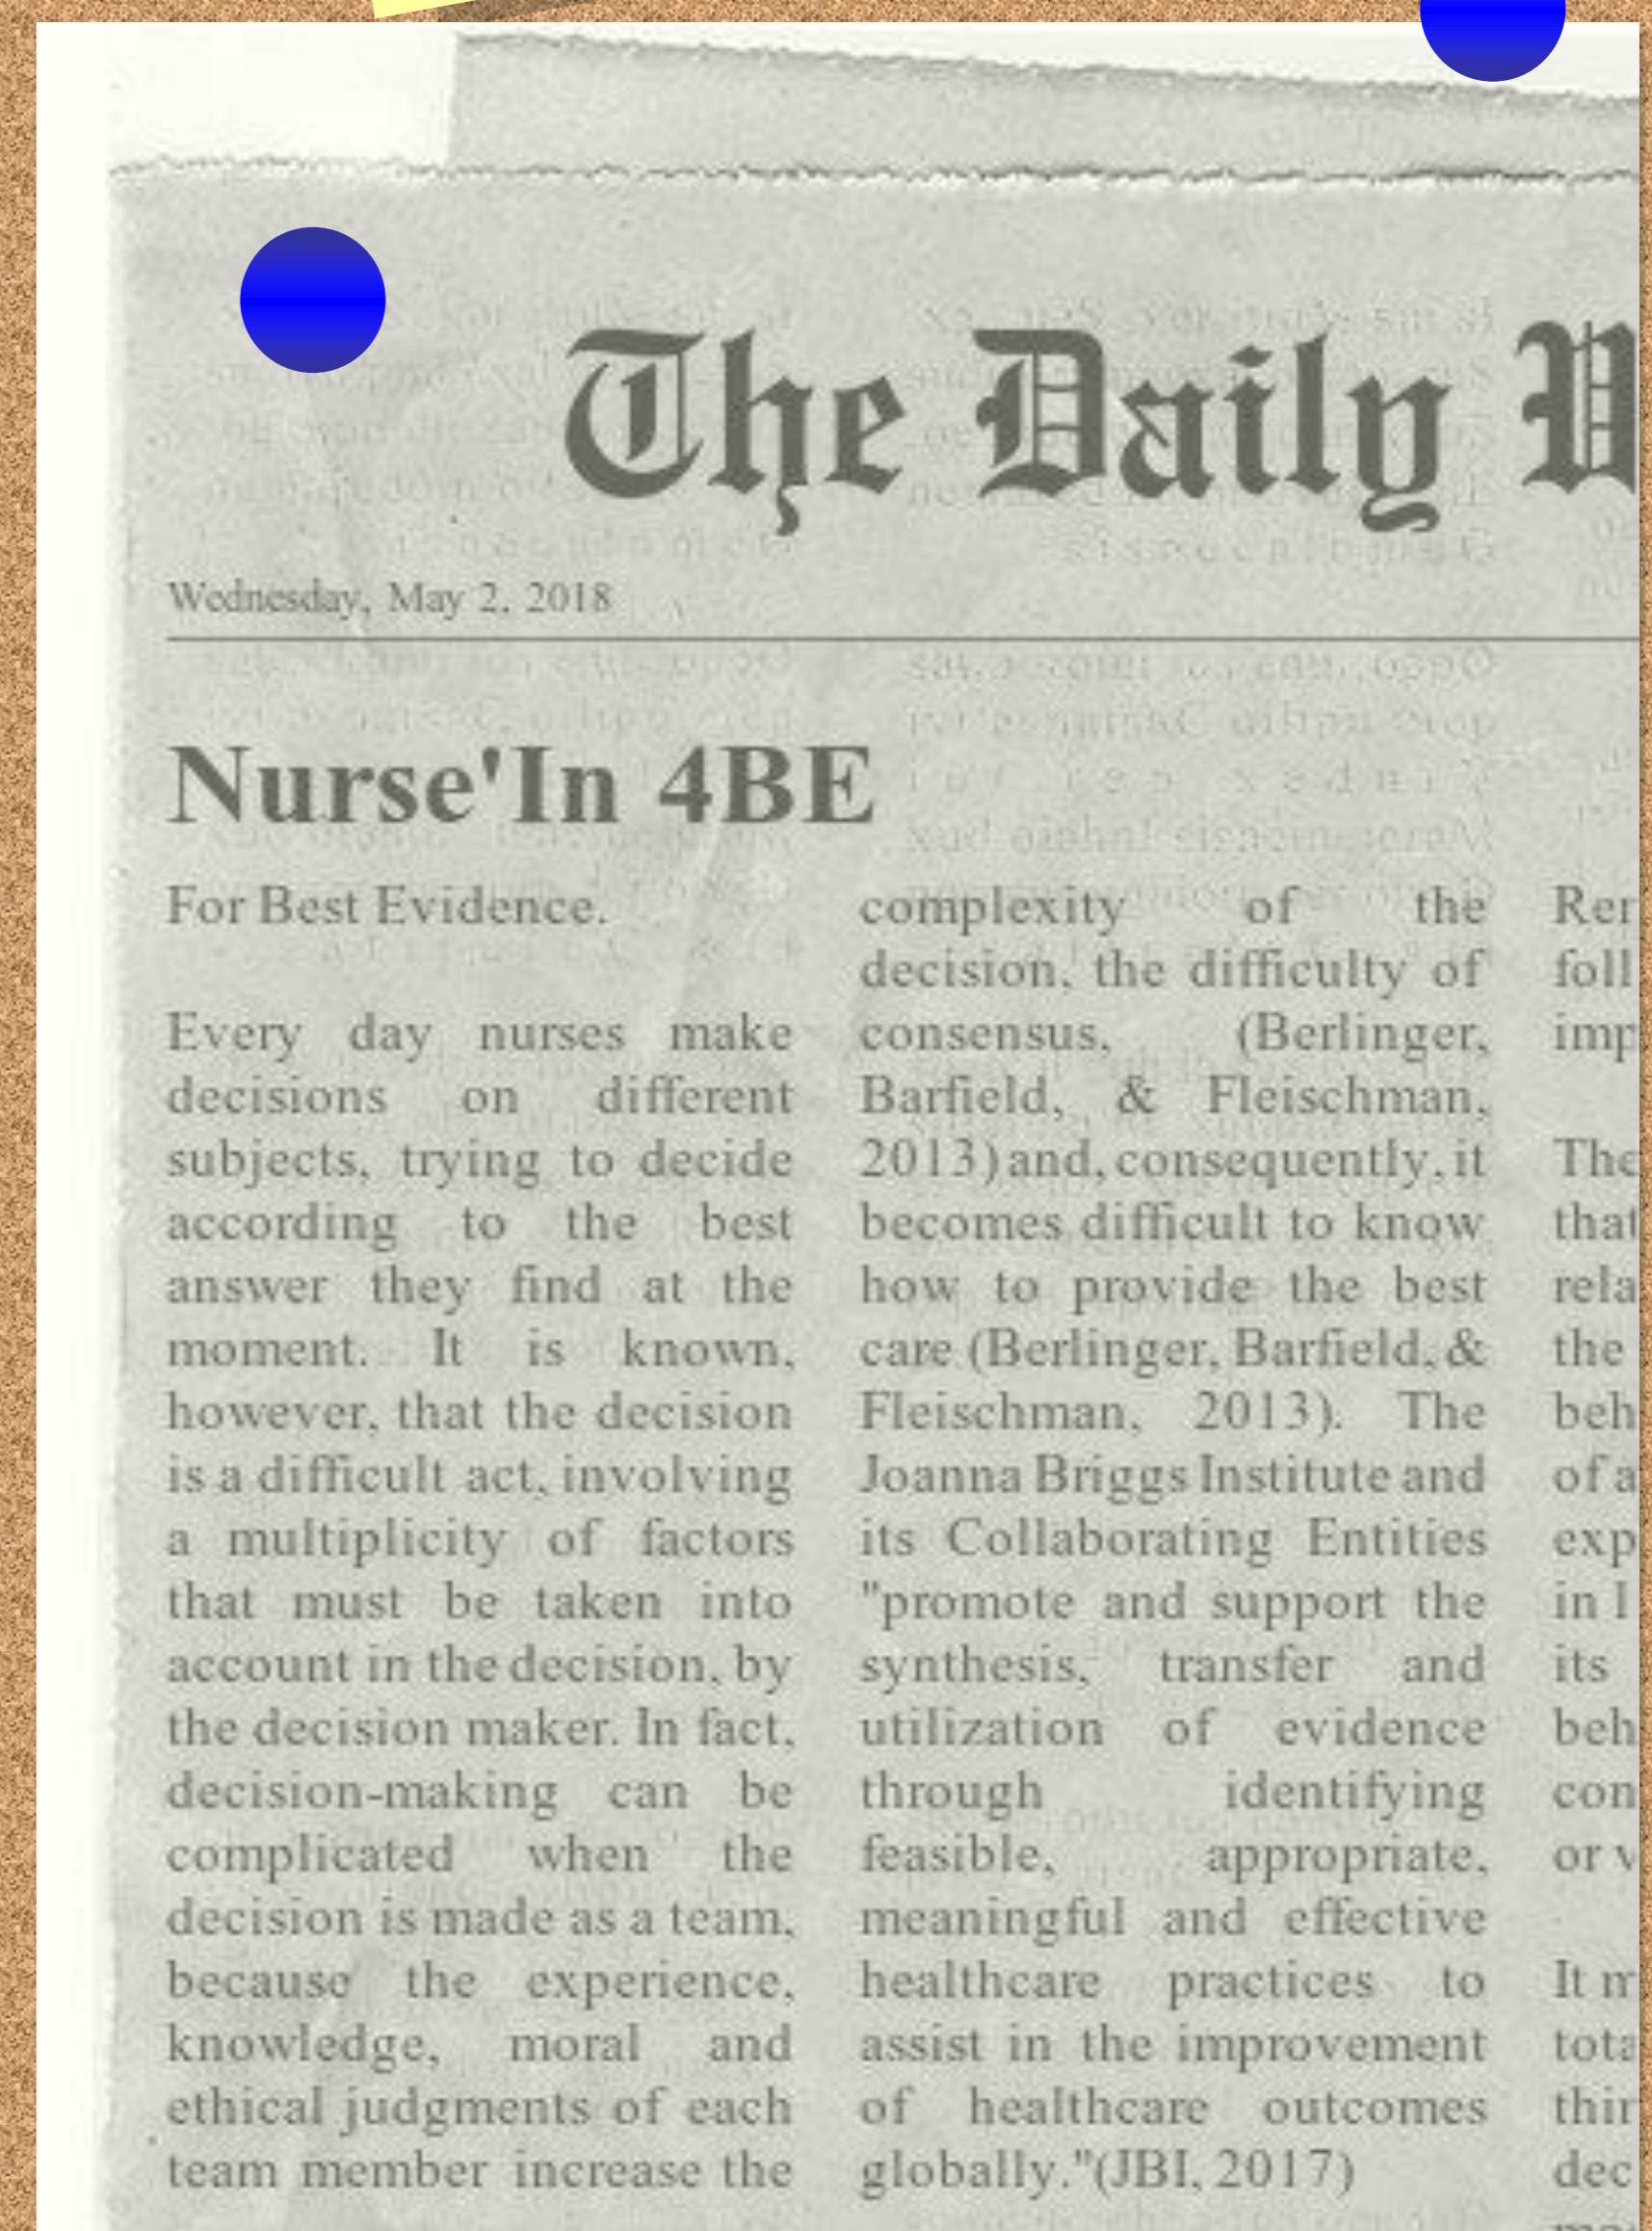 The Daily
Wednesday, May 2, 2018
Nurse'In 4BE
For Best Evidence.
Every day nurses make
decisions on different
subjects, trying to decide
according to the best
answer they find at the
moment. It is known,
however, that the decision
is a difficult act, involving
a multiplicity of factors
that must be taken into
account in the decision, by
the decision maker. In fact,
decision-making can be
complicated when the
decision is made as a team,
because the experience,
knowledge, moral and
ethical judgments of each
team member increase the
complexity of the
decision, the difficulty of
consensus, (Berlinger,
Barfield, & Fleischman,
2013) and, consequently, it
becomes difficult to know
how to provide the best
care (Berlinger, Barfield, &
Fleischman, 2013). The
Joanna Briggs Institute and
its Collaborating Entities
"promote and support the
synthesis, transfer and
utilization of evidence
through identifying
feasible, appropriate,
meaningful and effective
healthcare practices to
assist in the improvement
of healthcare outcomes
globally."(JBI, 2017)
that
the
of a
in
its
or
It